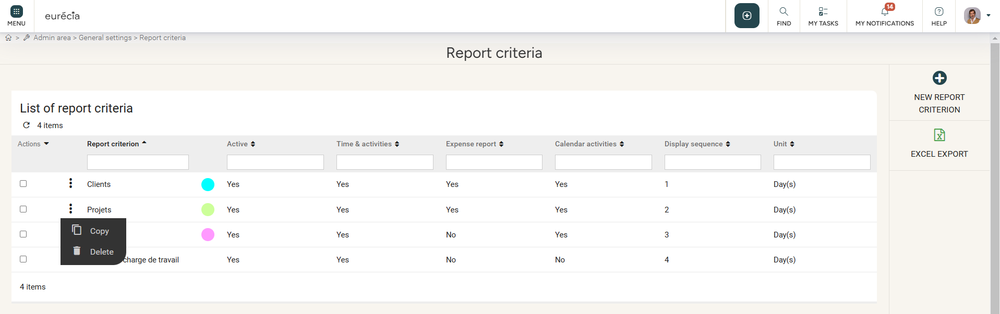 MENU
eurécia
FIND
MY TASKS
14
MY NOTIFICATIONS
HELP
> Admin area > General settings > Report criteria
Report criteria
NEW REPORT
CRITERION
EXCEL EXPORT
List of report criteria
4 items
Actions Report criterion Active Time & activities Expense report Calendar activities Display sequence Unit
Clients Yes Yes Yes Yes 1 Day(s)
Projets Yes Yes Yes Yes 2 Day(s)
Copy
Yes Yes No Yes 3 Day(s)
Delete
charge de travail Yes Yes No No 4 Day(s)
4 items